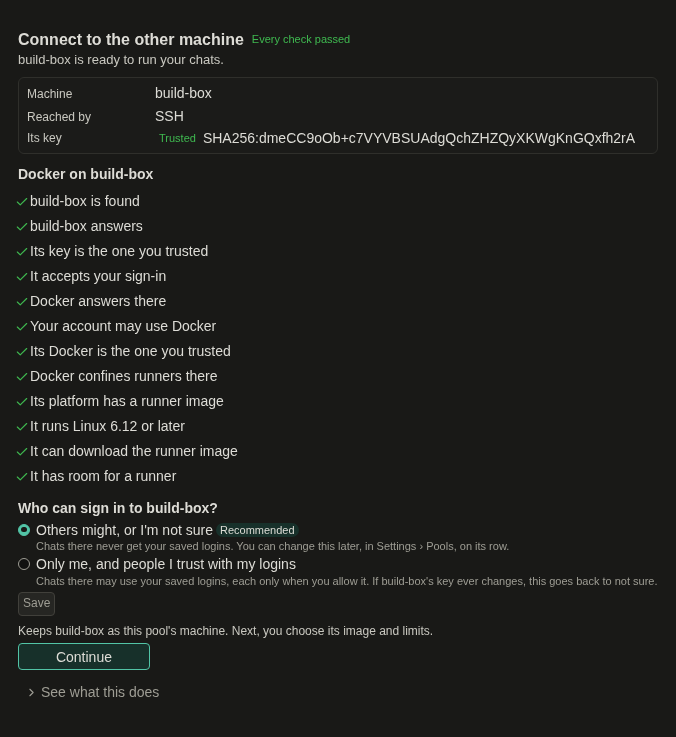 Connect to the other machine Every check passed
build-box is ready to run your chats.
Machine build-box
Reached by SSH
Its key Trusted SHA256:dmeCC9oOb+c7VYVBSUAdgQchZHZQyXKWgKnGQxfh2rA
Docker on build-box
build-box is found
build-box answers
Its key is the one you trusted
It accepts your sign-in
Docker answers there
Your account may use Docker
Its Docker is the one you trusted
Docker confines runners there
Its platform has a runner image
It runs Linux 6.12 or later
It can download the runner image
It has room for a runner
Who can sign in to build-box?
Others might, or I'm not sure Recommended
Chats there never get your saved logins. You can change this later, in Settings › Pools, on its row.
Only me, and people I trust with my logins
Chats there may use your saved logins, each only when you allow it. If build-box's key ever changes, this goes back to not sure.
Save
Keeps build-box as this pool's machine. Next, you choose its image and limits.
Continue
See what this does